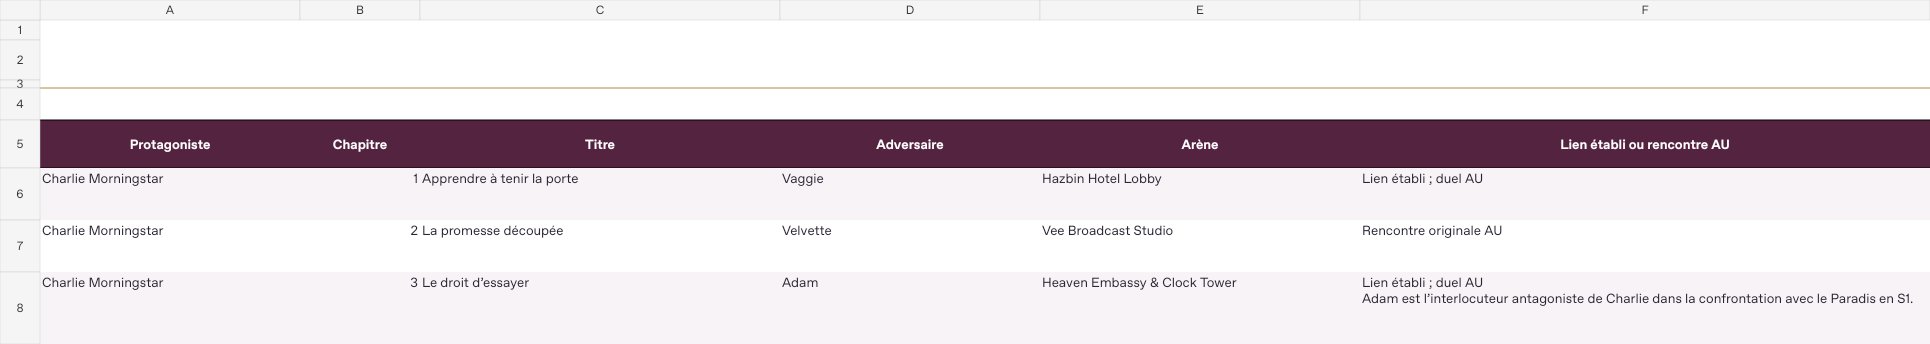 A B C D E F
1
2
3
4
5 Protagoniste Chapitre Titre Adversaire Arène Lien établi ou rencontre AU
6 Charlie Morningstar 1 Apprendre à tenir la porte Vaggie Hazbin Hotel Lobby Lien établi ; duel AU
7 Charlie Morningstar 2 La promesse découpée Velvette Vee Broadcast Studio Rencontre originale AU
8 Charlie Morningstar 3 Le droit d’essayer Adam Heaven Embassy & Clock Tower Lien établi ; duel AU
Adam est l’interlocuteur antagoniste de Charlie dans la confrontation avec le Paradis en S1.